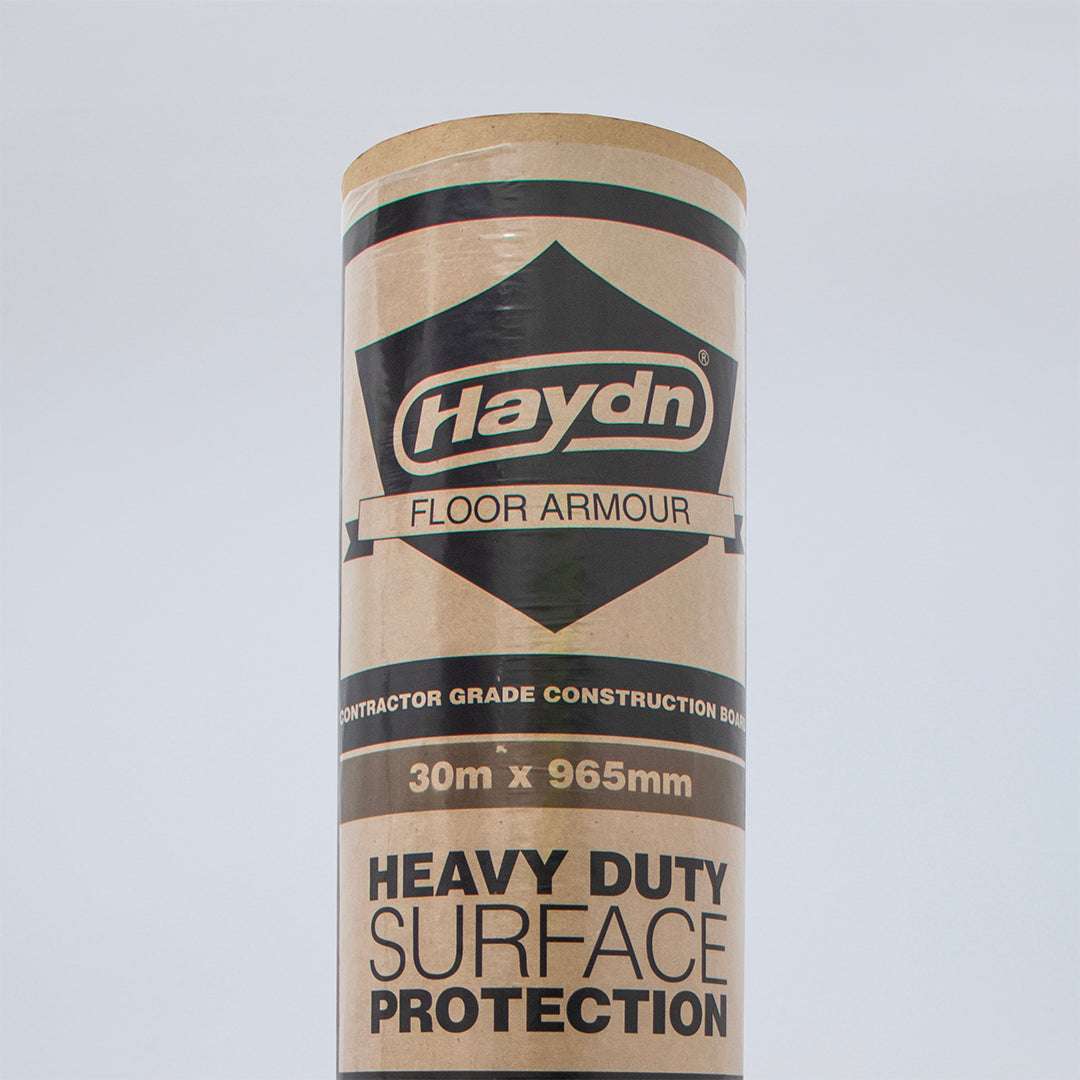 Haydn®
FLOOR ARMOUR
CONTRACTOR GRADE CONSTRUCTION BOARD
30m x 965mm
HEAVY DUTY
SURFACE
PROTECTION